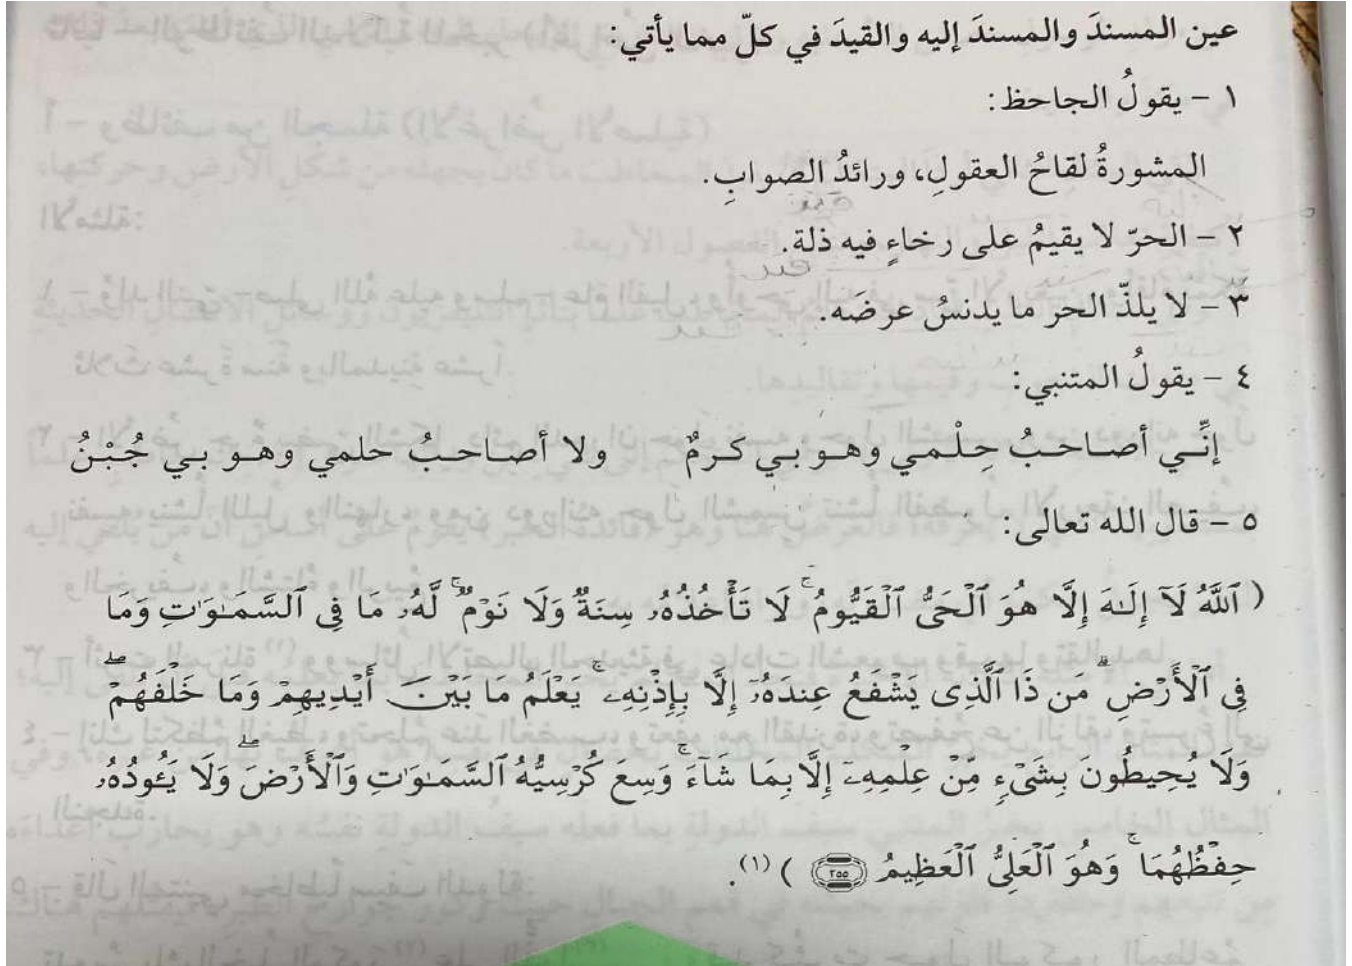 عين المسندَ والمسندَ إليه والقيدَ في كلّ مما يأتي:
١ - يقولُ الجاحظ:
المشورةُ لقاحُ العقولِ، ورائدُ الصوابِ.
٢ - الحرّ لا يقيمُ على رخاءٍ فيه ذلة.
قيد
٣ - لا يلذّ الحر ما يدنسُ عرضَه.
٤ - يقولُ المتنبي:
إنِّي أصاحبُ حِلْمي وهو بي كرمٌ ولا أصاحبُ حلمي وهو بي جُبْنُ
٥ - قال الله تعالى:
( ٱللَّهُ لَآ إِلَـٰهَ إِلَّا هُوَ ٱلْحَىُّ ٱلْقَيُّومُ ۚ لَا تَأْخُذُهُۥ سِنَةٌ وَلَا نَوْمٌ ۚ لَّهُۥ مَا فِى ٱلسَّمَـٰوَٰتِ وَمَا
فِى ٱلْأَرْضِ ۗ مَن ذَا ٱلَّذِى يَشْفَعُ عِندَهُۥٓ إِلَّا بِإِذْنِهِۦ ۚ يَعْلَمُ مَا بَيْنَ أَيْدِيهِمْ وَمَا خَلْفَهُمْ ۖ
وَلَا يُحِيطُونَ بِشَىْءٍ مِّنْ عِلْمِهِۦٓ إِلَّا بِمَا شَآءَ ۚ وَسِعَ كُرْسِيُّهُ ٱلسَّمَـٰوَٰتِ وَٱلْأَرْضَ ۖ وَلَا يَـُٔودُهُۥ
حِفْظُهُمَا ۚ وَهُوَ ٱلْعَلِىُّ ٱلْعَظِيمُ ٢٥٥ ) (١).